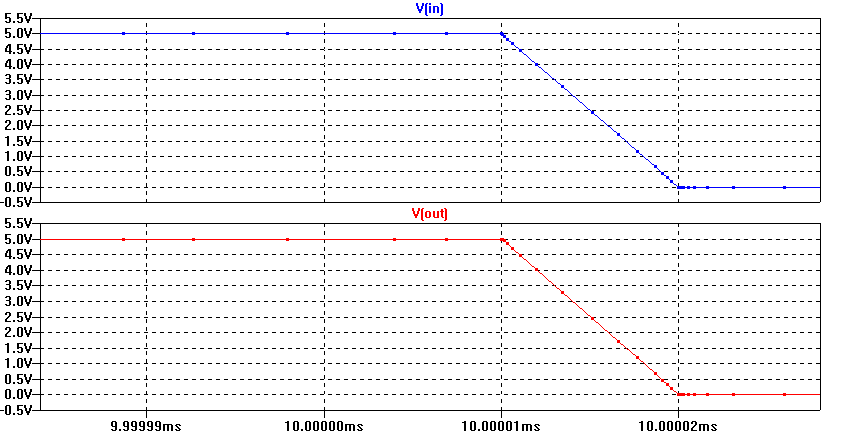 V(in)
5.5V
5.0V
4.5V
4.0V
3.5V
3.0V
2.5V
2.0V
1.5V
1.0V
0.5V
0.0V
-0.5V
V(out)
5.5V
5.0V
4.5V
4.0V
3.5V
3.0V
2.5V
2.0V
1.5V
1.0V
0.5V
0.0V
-0.5V
9.99999ms 10.00000ms 10.00001ms 10.00002ms